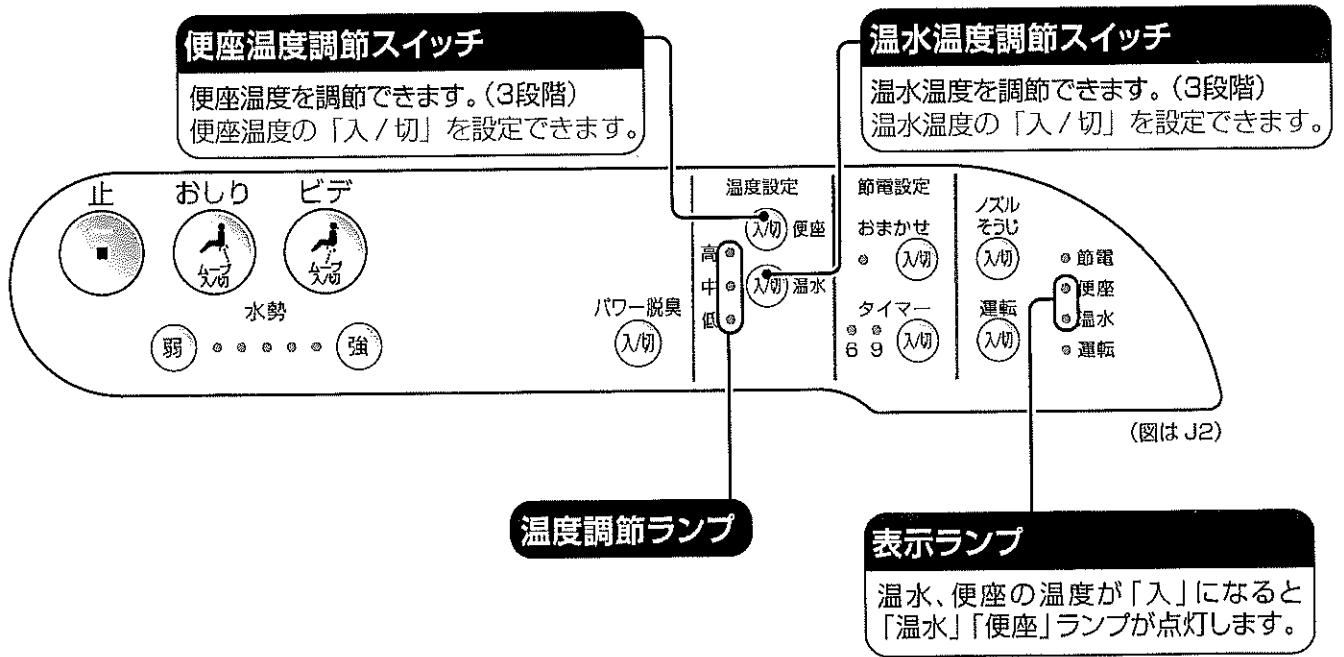 便座温度調節スイッチ
便座温度を調節できます。(3段階)
便座温度の「入/切」を設定できます。
温水温度調節スイッチ
温水温度を調節できます。(3段階)
温水温度の「入/切」を設定できます。
止
おしり
ムーブ
入/切
ビデ
ムーブ
入/切
水勢
弱
強
パワー脱臭
入/切
温度設定
入/切 便座
高
中
低
入/切 温水
節電設定
おまかせ
入/切
タイマー
6 9 入/切
ノズル
そうじ
入/切
運転
入/切
節電
便座
温水
運転
(図は J2)
温度調節ランプ
表示ランプ
温水、便座の温度が「入」になると
「温水」「便座」ランプが点灯します。